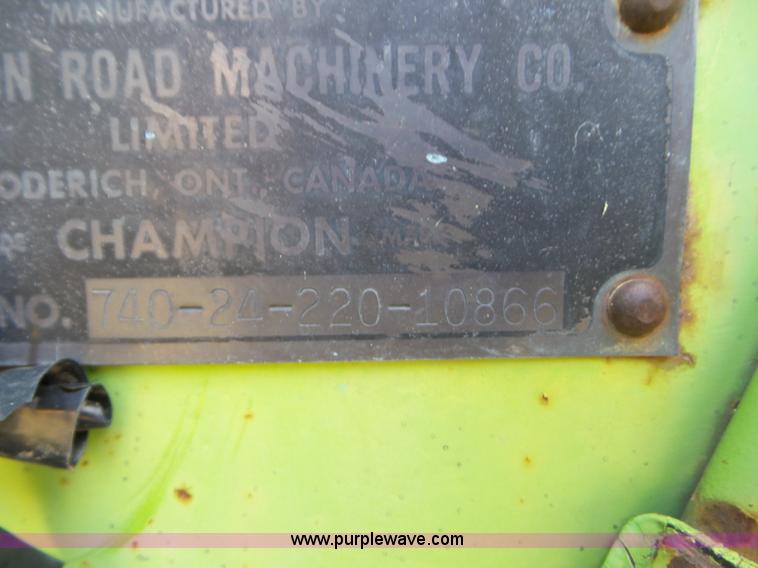 MANUFACTURED BY
N ROAD MACHINERY CO.
LIMITED
ODERICH, ONT., CANADA
CHAMPION
NO. 740-24-220-10866
www.purplewave.com